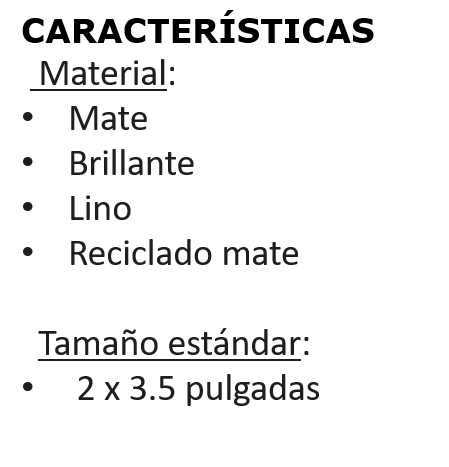 CARACTERÍSTICAS
Material:
• Mate
• Brillante
• Lino
• Reciclado mate
Tamaño estándar:
• 2 x 3.5 pulgadas